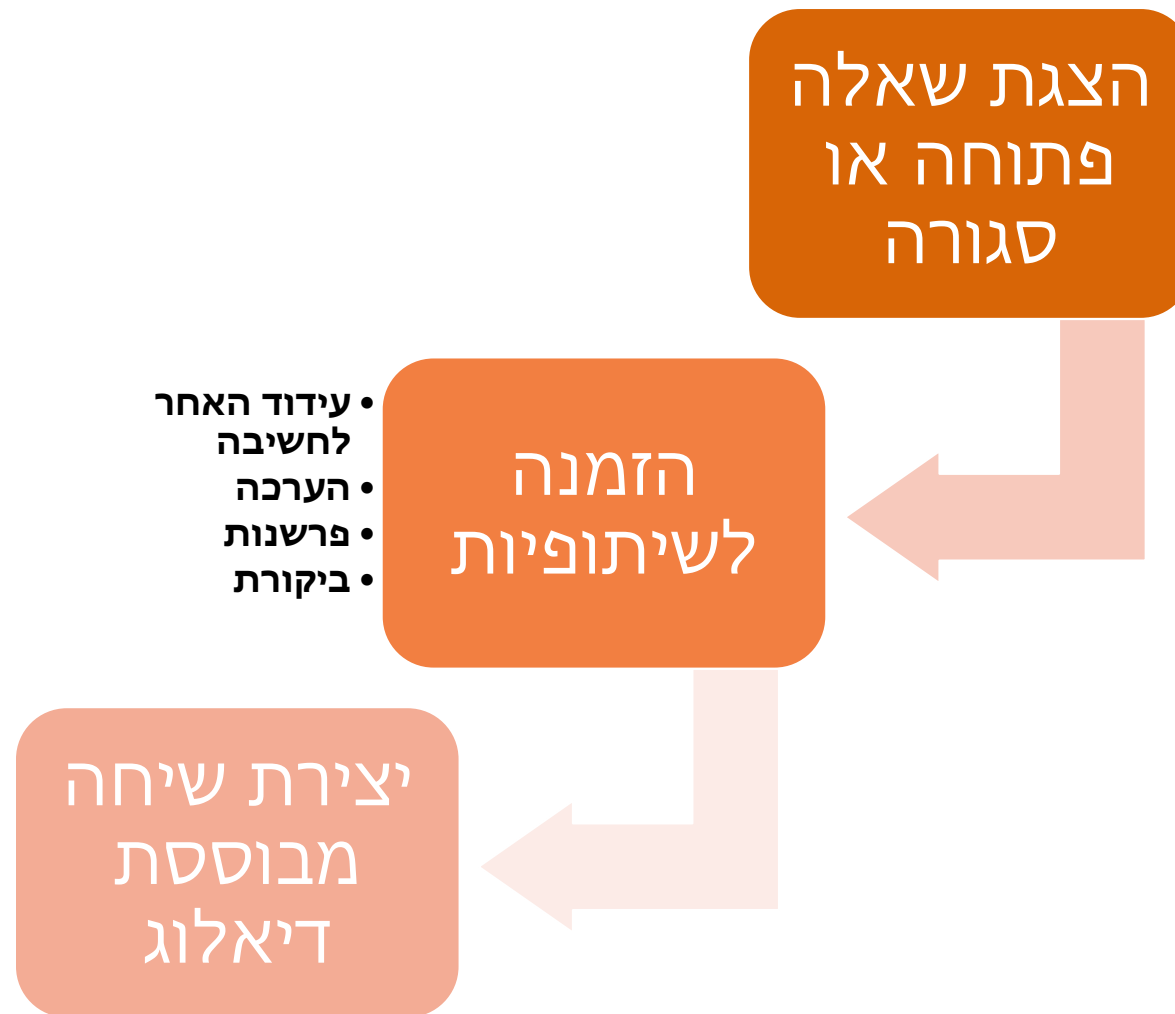 הצגת שאלה
פתוחה או
סגורה
הזמנה
לשיתופיות
• עידוד האחר
לחשיבה
• הערכה
• פרשנות
• ביקורת
יצירת שיחה
מבוססת
דיאלוג